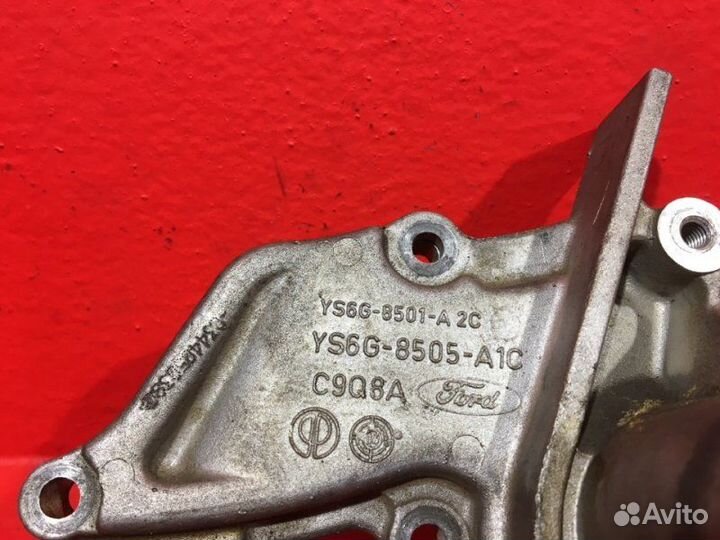 YS6G-8501-A 2C
YS6G-8505-A1C
C9Q8A Ford
Avito